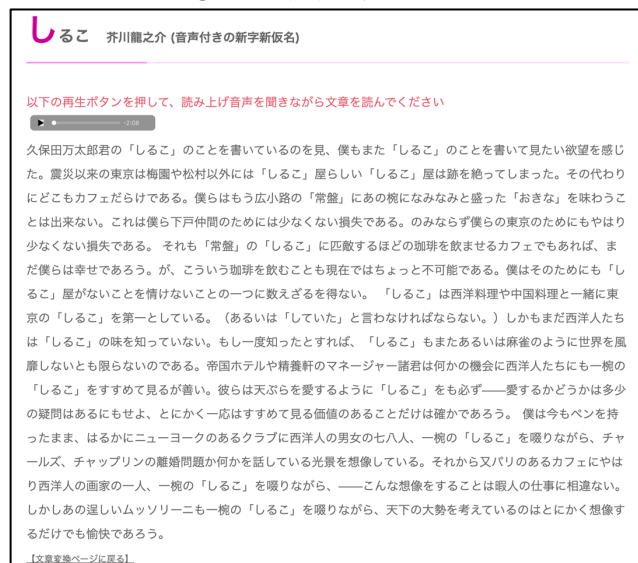 しるこ 芥川龍之介 (音声付きの新字新仮名)
以下の再生ボタンを押して、読み上げ音声を聞きながら文章を読んでください
-2:08
久保田万太郎君の「しるこ」のことを書いているのを見、僕もまた「しるこ」のことを書いて見たい欲望を感じ
た。震災以来の東京は梅園や松村以外には「しるこ」屋らしい「しるこ」屋は跡を絶ってしまった。その代わり
にどこもカフェだらけである。僕らはもう広小路の「常盤」にあの椀になみなみと盛った「おきな」を味わうこ
とは出来ない。これは僕ら下戸仲間のためには少なくない損失である。のみならず僕らの東京のためにもやはり
少なくない損失である。 それも「常盤」の「しるこ」に匹敵するほどの珈琲を飲ませるカフェでもあれば、ま
だ僕らは幸せであろう。が、こういう珈琲を飲むことも現在ではちょっと不可能である。僕はそのためにも「し
るこ」屋がないことを情けないことの一つに数えざるを得ない。 「しるこ」は西洋料理や中国料理と一緒に東
京の「しるこ」を第一としている。（あるいは「していた」と言わなければならない。）しかもまだ西洋人たち
は「しるこ」の味を知っていない。もし一度知ったとすれば、「しるこ」もまたあるいは麻雀のように世界を風
靡しないとも限らないのである。帝国ホテルや精養軒のマネージャー諸君は何かの機会に西洋人たちにも一椀の
「しるこ」をすすめて見るが善い。彼らは天ぷらを愛するように「しるこ」をも必ず――愛するかどうかは多少
の疑問はあるにもせよ、とにかく一応はすすめて見る価値のあることだけは確かであろう。 僕は今もペンを持
ったまま、はるかにニューヨークのあるクラブに西洋人の男女の七八人、一椀の「しるこ」を啜りながら、チャ
ールズ、チャップリンの離婚問題か何かを話している光景を想像している。それから又パリのあるカフェにやは
り西洋人の画家の一人、一椀の「しるこ」を啜りながら、――こんな想像をすることは暇人の仕事に相違ない。
しかしあの逞しいムッソリーニも一椀の「しるこ」を啜りながら、天下の大勢を考えているのはとにかく想像す
るだけでも愉快であろう。
【文章変換ページに戻る】